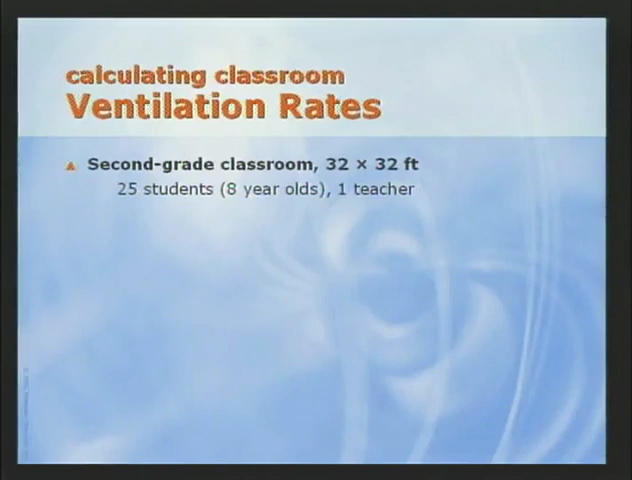 calculating classroom
Ventilation Rates
Second-grade classroom, 32 × 32 ft
25 students (8 year olds), 1 teacher